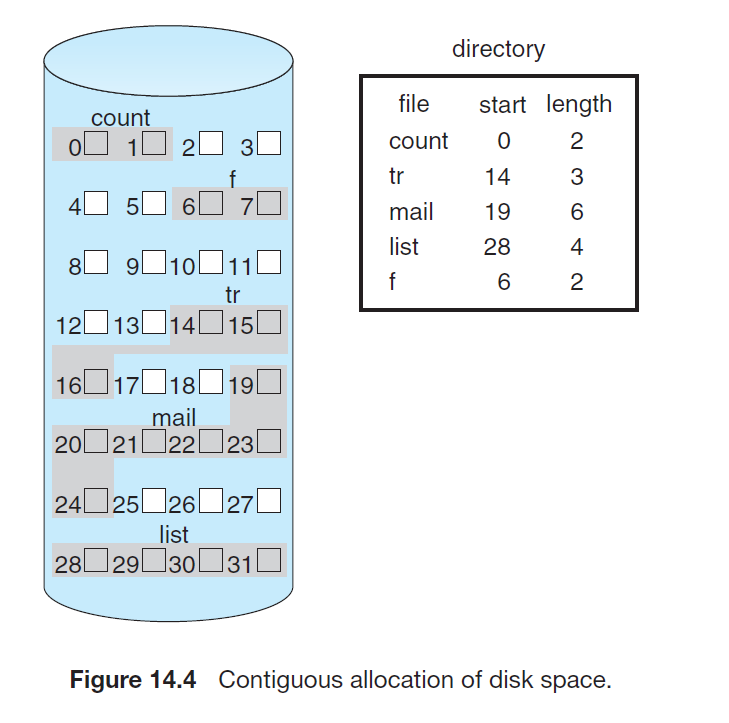 directory
file start length
count 0 2
tr 14 3
mail 19 6
list 28 4
f 6 2
count
0 1 2 3
f
4 5 6 7
8 9 10 11
tr
12 13 14 15
16 17 18 19
mail
20 21 22 23
24 25 26 27
list
28 29 30 31
Figure 14.4 Contiguous allocation of disk space.